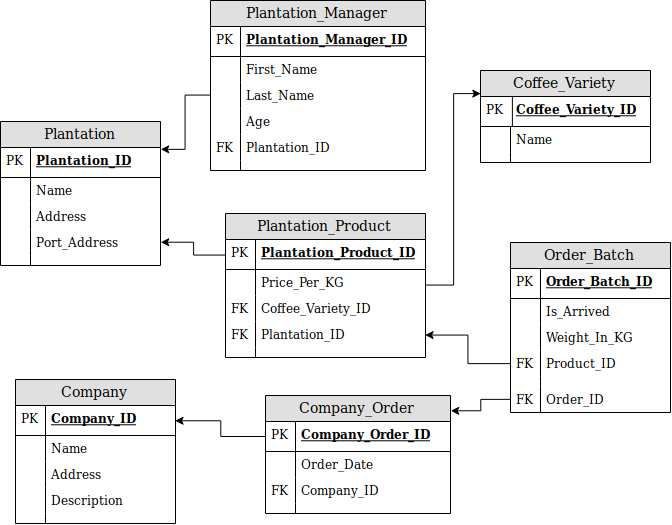 Plantation_Manager
PK Plantation_Manager_ID
First_Name
Last_Name
Age
FK Plantation_ID
Coffee_Variety
PK Coffee_Variety_ID
Name
Plantation
PK Plantation_ID
Name
Address
Port_Address
Plantation_Product
PK Plantation_Product_ID
Price_Per_KG
FK Coffee_Variety_ID
FK Plantation_ID
Order_Batch
PK Order_Batch_ID
Is_Arrived
Weight_In_KG
FK Product_ID
FK Order_ID
Company
PK Company_ID
Name
Address
Description
Company_Order
PK Company_Order_ID
Order_Date
FK Company_ID